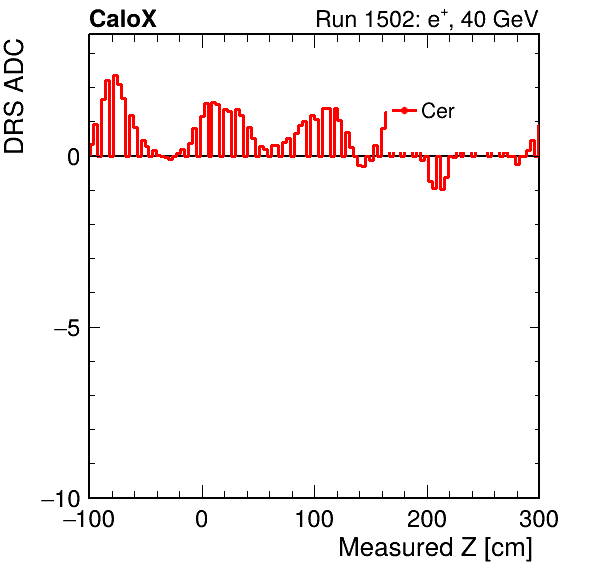 CaloX
Run 1502: e⁺, 40 GeV
DRS ADC
Cer
0
−5
−10
−100 0 100 200 300
Measured Z [cm]